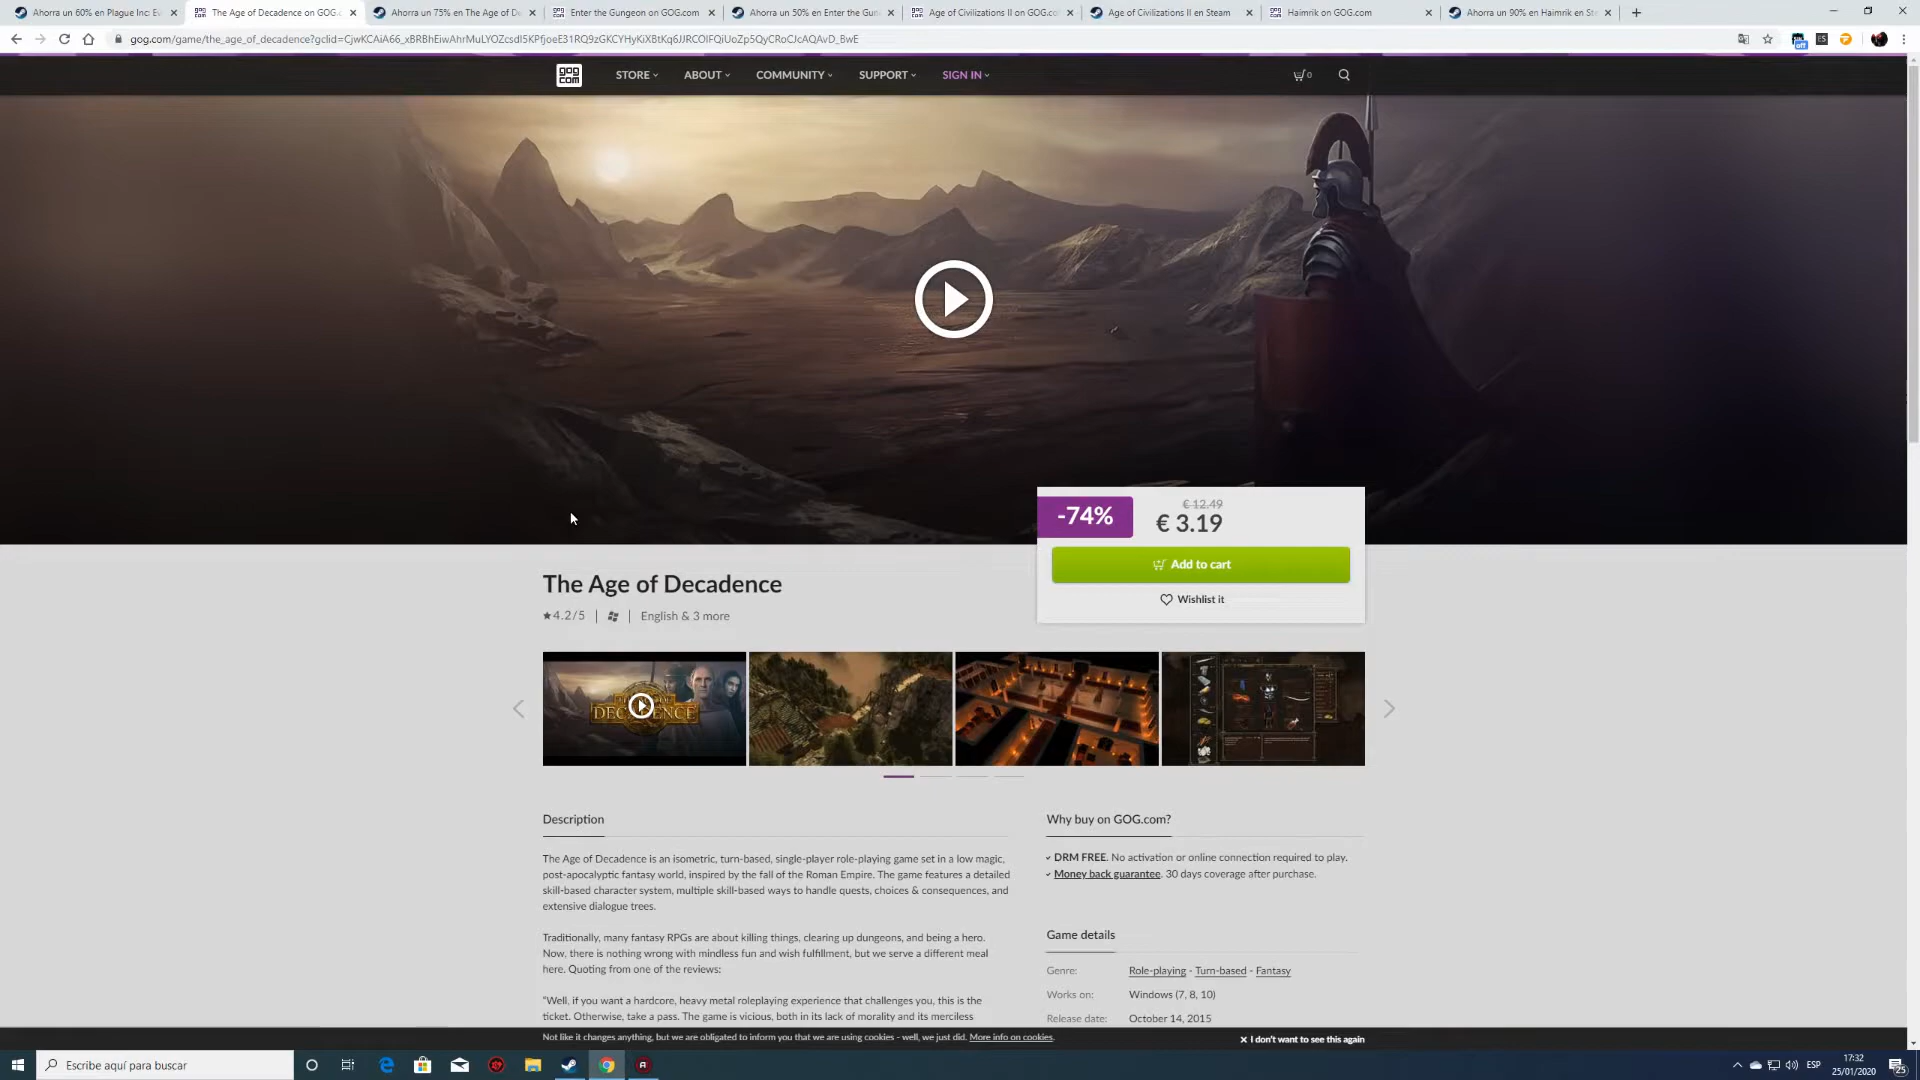 Ahorra un 60% en Plague Inc: Ev
The Age of Decadence on GOG.c
Ahorra un 75% en The Age of De
Enter the Gungeon on GOG.com
Ahorra un 50% en Enter the Gun
Age of Civilizations II on GOG.co
Age of Civilizations II en Steam
Haimrik on GOG.com
Ahorra un 90% en Haimrik en Ste
gog.com
STORE
ABOUT
COMMUNITY
SUPPORT
SIGN IN
0
-74%
€ 12.49
€ 3.19
Add to cart
Wishlist it
The Age of Decadence
4.2/5
English & 3 more
Description
The Age of Decadence is an isometric, turn-based, single-player role-playing game set in a low magic,
post-apocalyptic fantasy world, inspired by the fall of the Roman Empire. The game features a detailed
skill-based character system, multiple skill-based ways to handle quests, choices & consequences, and
extensive dialogue trees.
Traditionally, many fantasy RPGs are about killing things, clearing up dungeons, and being a hero.
Now, there is nothing wrong with mindless fun and wish fulfillment, but we serve a different meal
here. Quoting from one of the reviews:
"Well, if you want a hardcore, heavy metal roleplaying experience that challenges you, this is the
ticket. Otherwise, take a pass. The game is vicious, both in its lack of morality and its merciless
Why buy on GOG.com?
DRM FREE. No activation or online connection required to play.
Money back guarantee. 30 days coverage after purchase.
Game details
Genre: Role-playing - Turn-based - Fantasy
Works on: Windows (7, 8, 10)
Release date: October 14, 2015
Not like it changes anything, but we are obligated to inform you that we are using cookies - well, we just did. More info on cookies.
I don't want to see this again
Escribe aquí para buscar
ESP
17:32
25/01/2020